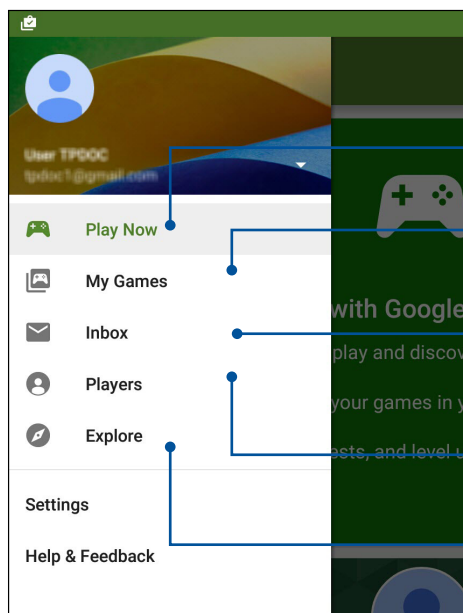 User TPDOC
tpdoc1@gmail.com
Play Now
My Games
with Google
Inbox
play and discov
Players
your games in y
Explore
ests, and level u
Settings
Help & Feedback